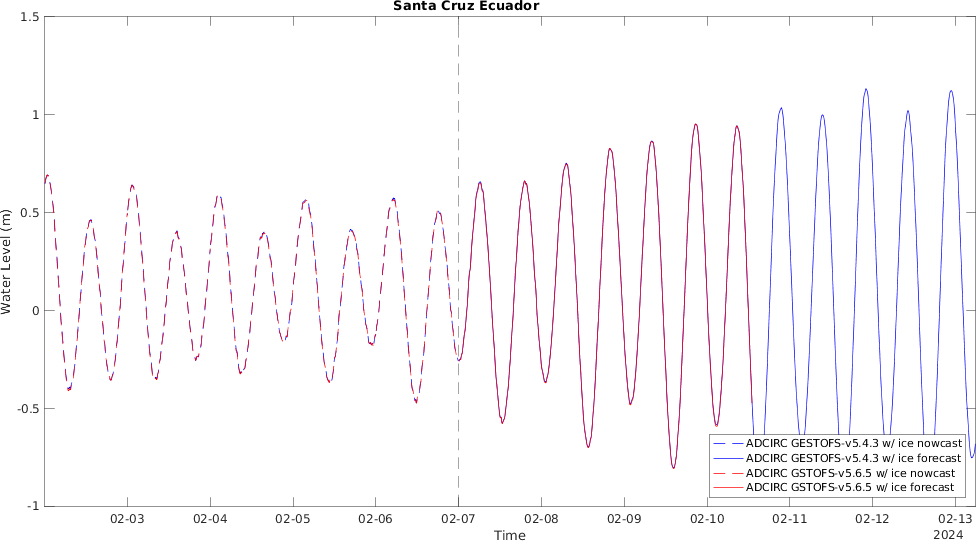 Santa Cruz Ecuador
1.5
1
0.5
0
-0.5
-1
Water Level (m)
ADCIRC GESTOFS-v5.4.3 w/ ice nowcast
ADCIRC GESTOFS-v5.4.3 w/ ice forecast
ADCIRC GSTOFS-v5.6.5 w/ ice nowcast
ADCIRC GSTOFS-v5.6.5 w/ ice forecast
02-03 02-04 02-05 02-06 02-07 02-08 02-09 02-10 02-11 02-12 02-13
Time
2024